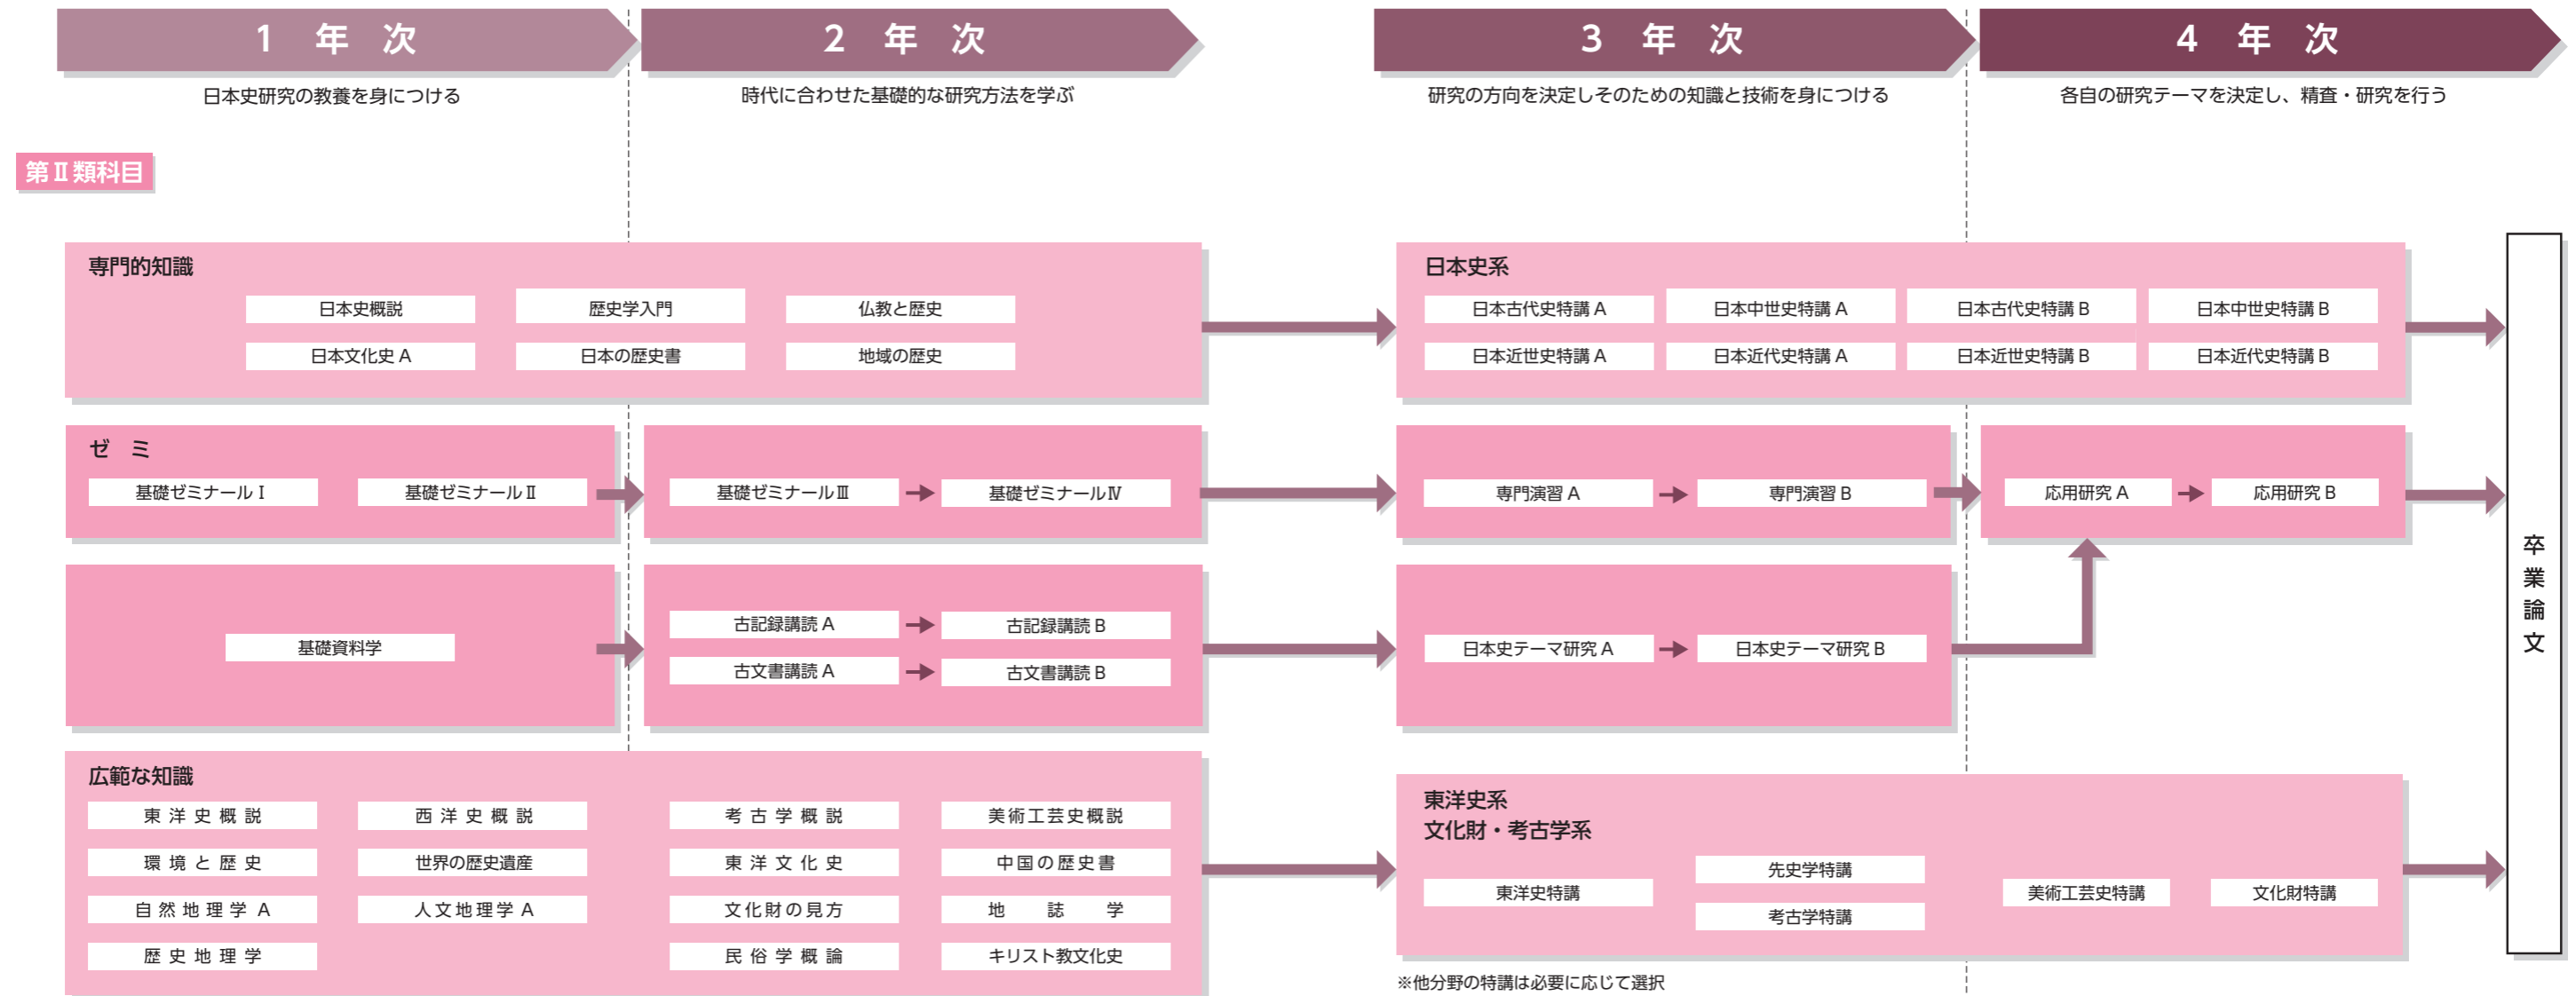 1 年 次
2 年 次
3 年 次
4 年 次
日本史研究の教養を身につける
時代に合わせた基礎的な研究方法を学ぶ
研究の方向を決定しそのための知識と技術を身につける
各自の研究テーマを決定し、精査・研究を行う
第Ⅱ類科目
専門的知識
日本史概説
歴史学入門
仏教と歴史
日本文化史 A
日本の歴史書
地域の歴史
日本史系
日本古代史特講 A
日本中世史特講 A
日本古代史特講 B
日本中世史特講 B
日本近世史特講 A
日本近代史特講 A
日本近世史特講 B
日本近代史特講 B
ゼ ミ
基礎ゼミナールⅠ
基礎ゼミナールⅡ
基礎ゼミナールⅢ
基礎ゼミナールⅣ
専門演習 A
専門演習 B
応用研究 A
応用研究 B
基礎資料学
古記録講読 A
古記録講読 B
古文書講読 A
古文書講読 B
日本史テーマ研究 A
日本史テーマ研究 B
広範な知識
東洋史概説
西洋史概説
考古学概説
美術工芸史概説
環境と歴史
世界の歴史遺産
東洋文化史
中国の歴史書
自然地理学 A
人文地理学 A
文化財の見方
地誌学
歴史地理学
民俗学概論
キリスト教文化史
東洋史系
文化財・考古学系
東洋史特講
先史学特講
考古学特講
美術工芸史特講
文化財特講
※他分野の特講は必要に応じて選択
卒業論文